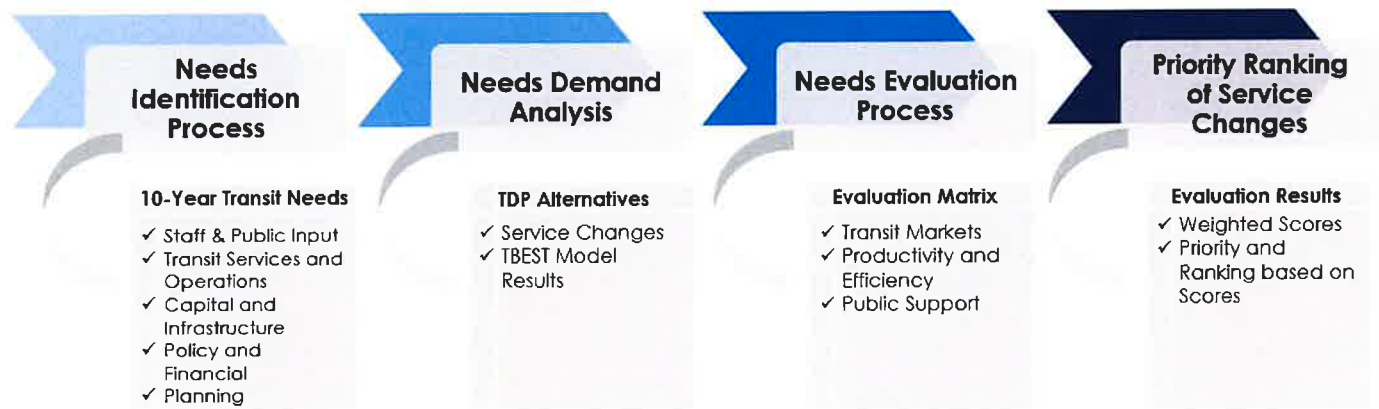 Needs
Identification
Process
10-Year Transit Needs
✓ Staff & Public Input
✓ Transit Services and
Operations
✓ Capital and
Infrastructure
✓ Policy and
Financial
✓ Planning
Needs Demand
Analysis
TDP Alternatives
✓ Service Changes
✓ TBEST Model
Results
Needs Evaluation
Process
Evaluation Matrix
✓ Transit Markets
✓ Productivity and
Efficiency
✓ Public Support
Priority Ranking
of Service
Changes
Evaluation Results
✓ Weighted Scores
✓ Priority and
Ranking based on
Scores